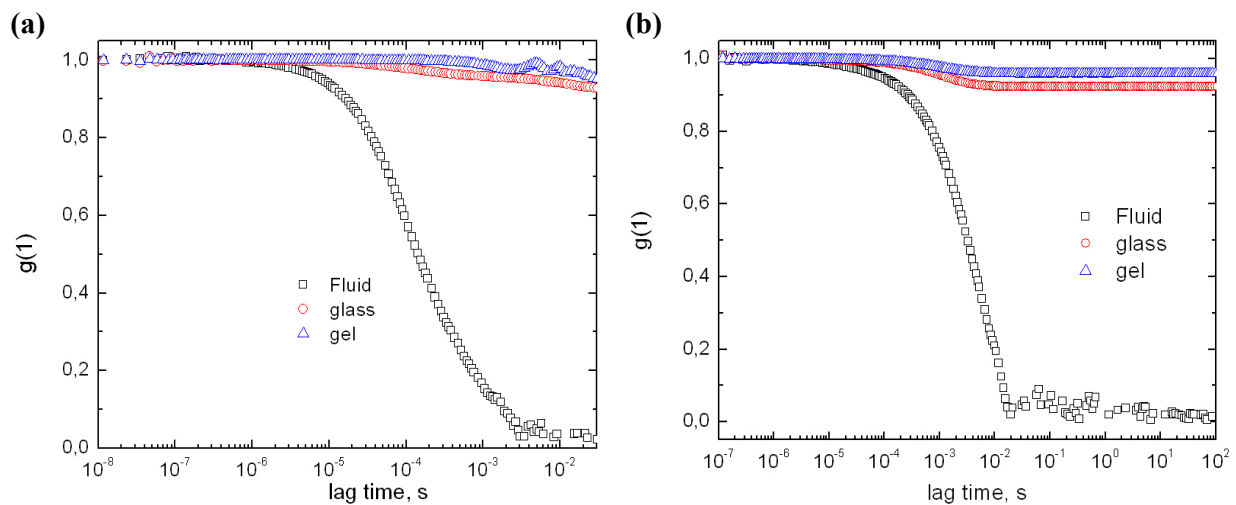 (a)
1,0
0,8
0,6
0,4
0,2
0,0
g(1)
Fluid
glass
gel
10-8
10-7
10-6
10-5
10-4
10-3
10-2
lag time, s
(b)
1,0
0,8
0,6
0,4
0,2
0,0
g(1)
Fluid
glass
gel
10-7
10-6
10-5
10-4
10-3
10-2
10-1
100
101
102
lag time, s